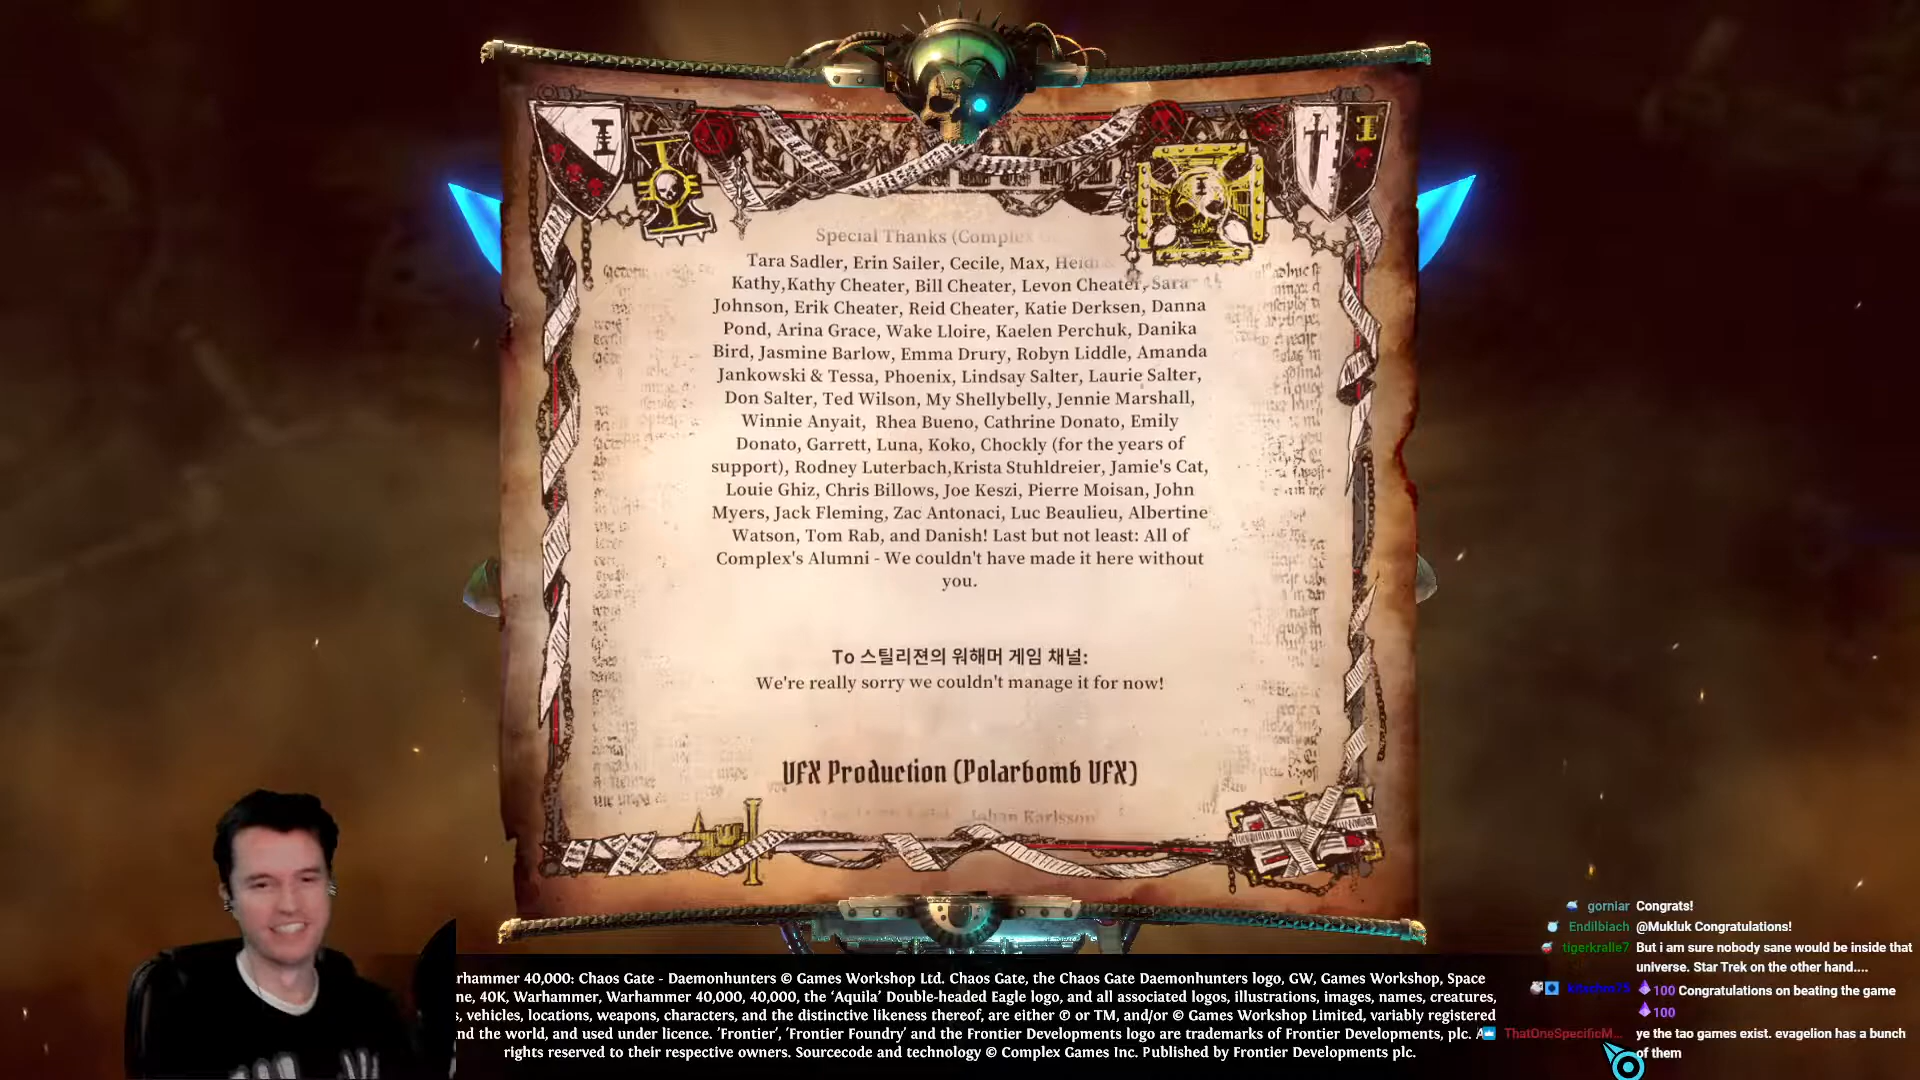 Special Thanks (Complex
Tara Sadler, Erin Sailer, Cecile, Max,
Kathy,Kathy Cheater, Bill Cheater, Levon Cheater, Sara
Johnson, Erik Cheater, Reid Cheater, Katie Derksen, Danna
Pond, Arina Grace, Wake Lloire, Kaelen Perchuk, Danika
Bird, Jasmine Barlow, Emma Drury, Robyn Liddle, Amanda
Jankowski & Tessa, Phoenix, Lindsay Salter, Laurie Salter,
Don Salter, Ted Wilson, My Shellybelly, Jennie Marshall,
Winnie Anyait, Rhea Bueno, Cathrine Donato, Emily
Donato, Garrett, Luna, Koko, Chockly (for the years of
support), Rodney Luterbach,Krista Stuhldreier, Jamie's Cat,
Louie Ghiz, Chris Billows, Joe Keszi, Pierre Moisan, John
Myers, Jack Fleming, Zac Antonaci, Luc Beaulieu, Albertine
Watson, Tom Rab, and Danish! Last but not least: All of
Complex's Alumni - We couldn't have made it here without
you.
To 스틸리젼의 워해머 게임 채널:
We're really sorry we couldn't manage it for now!
VFX Production (Polarbomb VFX)
Johan Karlsson
gorniar Congrats!
Endilblach @Mukluk Congratulations!
tigerkralle7 But i am sure nobody sane would be inside that
universe. Star Trek on the other hand....
100 Congratulations on beating the game
100
ThatOneSpecificM... ye the tao games exist. evagelion has a bunch
of them
rhammer 40,000: Chaos Gate - Daemonhunters © Games Workshop Ltd. Chaos Gate, the Chaos Gate Daemonhunters logo, GW, Games Workshop, Space
ne, 40K, Warhammer, Warhammer 40,000, 40,000, the ‘Aquila’ Double-headed Eagle logo, and all associated logos, illustrations, images, names, creatures,
s, vehicles, locations, weapons, characters, and the distinctive likeness thereof, are either ® or TM, and/or © Games Workshop Limited, variably registered
nd the world, and used under licence. 'Frontier', 'Frontier Foundry' and the Frontier Developments logo are trademarks of Frontier Developments, plc. A
rights reserved to their respective owners. Sourcecode and technology © Complex Games Inc. Published by Frontier Developments plc.